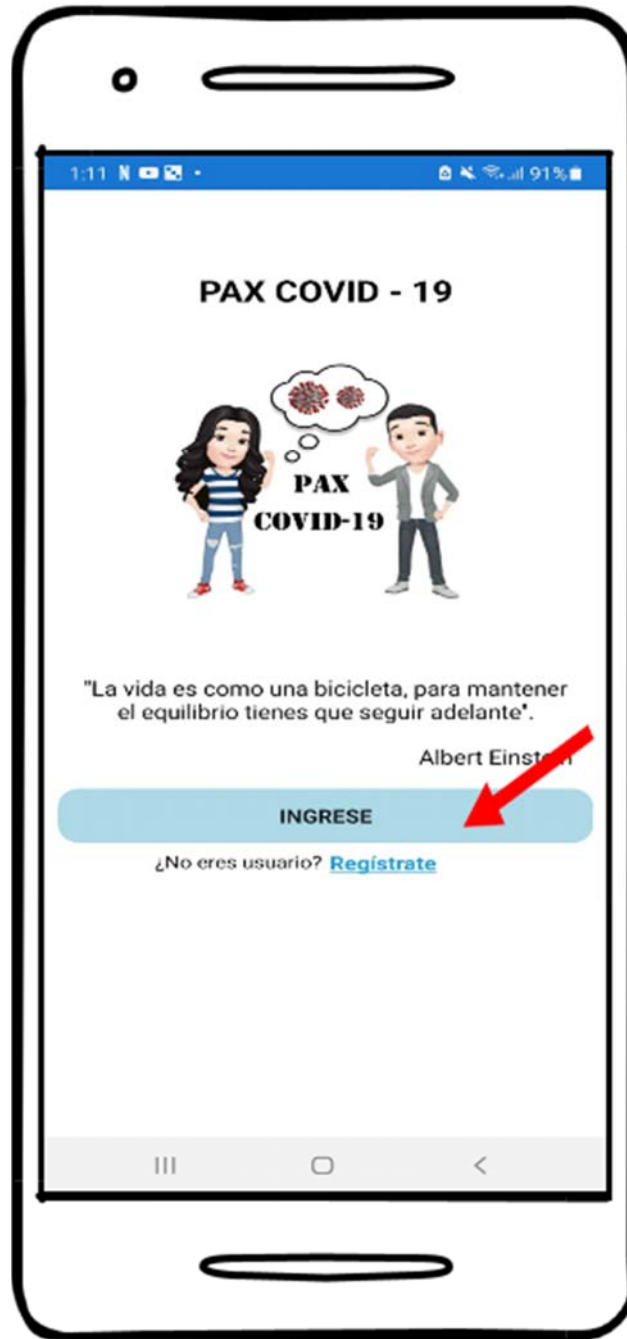 1:11 N
91%
PAX COVID - 19
PAX
COVID-19
"La vida es como una bicicleta, para mantener
el equilibrio tienes que seguir adelante".
Albert Einstein
INGRESE
¿No eres usuario? Regístrate